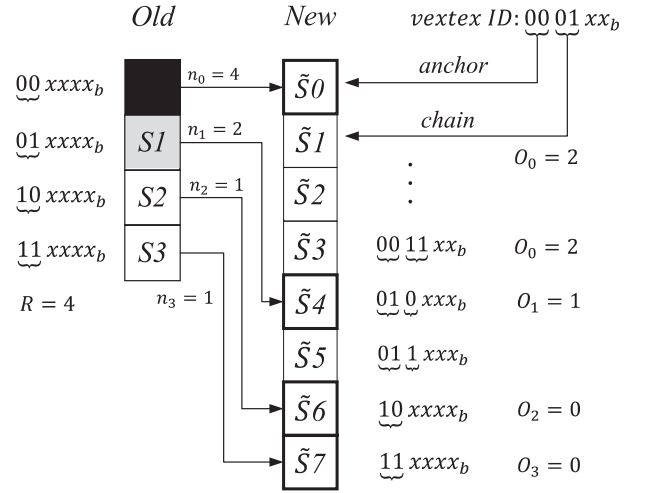 Old New vextex ID: 00 01 xx_b
00 xxxx_b n_0 = 4 S̃0 anchor
01 xxxx_b S1 n_1 = 2 S̃1 chain O_0 = 2
10 xxxx_b S2 n_2 = 1 S̃2 ⋮
11 xxxx_b S3 S̃3 00 11 xx_b O_0 = 2
R = 4 n_3 = 1 S̃4 01 0 xxx_b O_1 = 1
S̃5 01 1 xxx_b
S̃6 10 xxxx_b O_2 = 0
S̃7 11 xxxx_b O_3 = 0